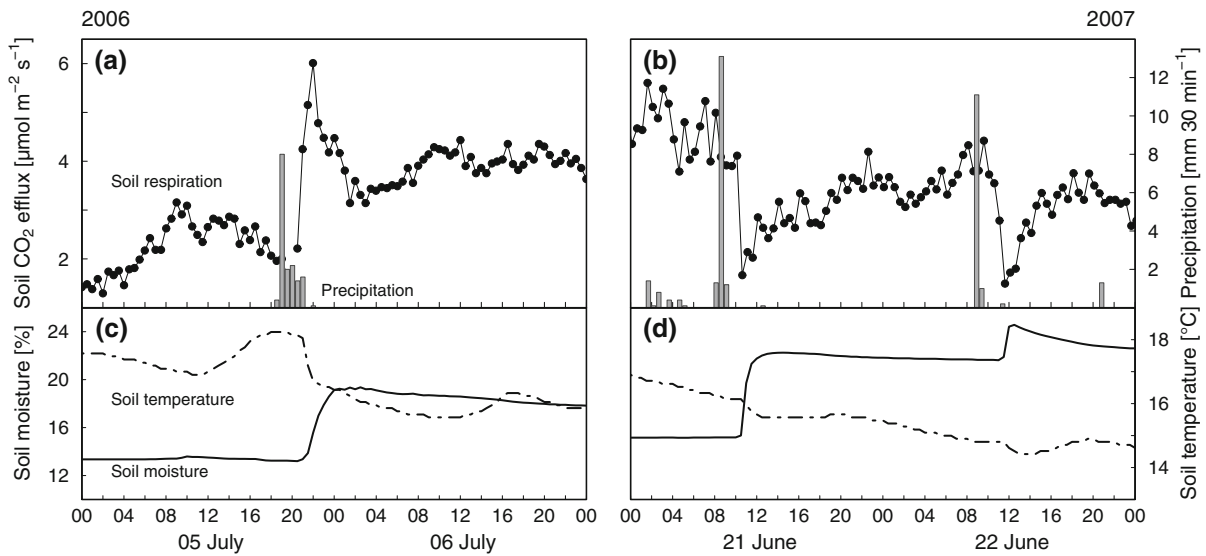 2006
2007
(a)
(b)
Soil CO2 efflux [µmol m−2 s−1]
6
4
2
Soil respiration
Precipitation
12
10
8
6
4
2
Precipitation [mm 30 min−1]
(c)
(d)
Soil moisture [%]
24
20
16
12
Soil temperature
Soil moisture
18
16
14
Soil temperature [°C]
00 04 08 12 16 20 00 04 08 12 16 20 00
00 04 08 12 16 20 00 04 08 12 16 20 00
05 July 06 July
21 June 22 June